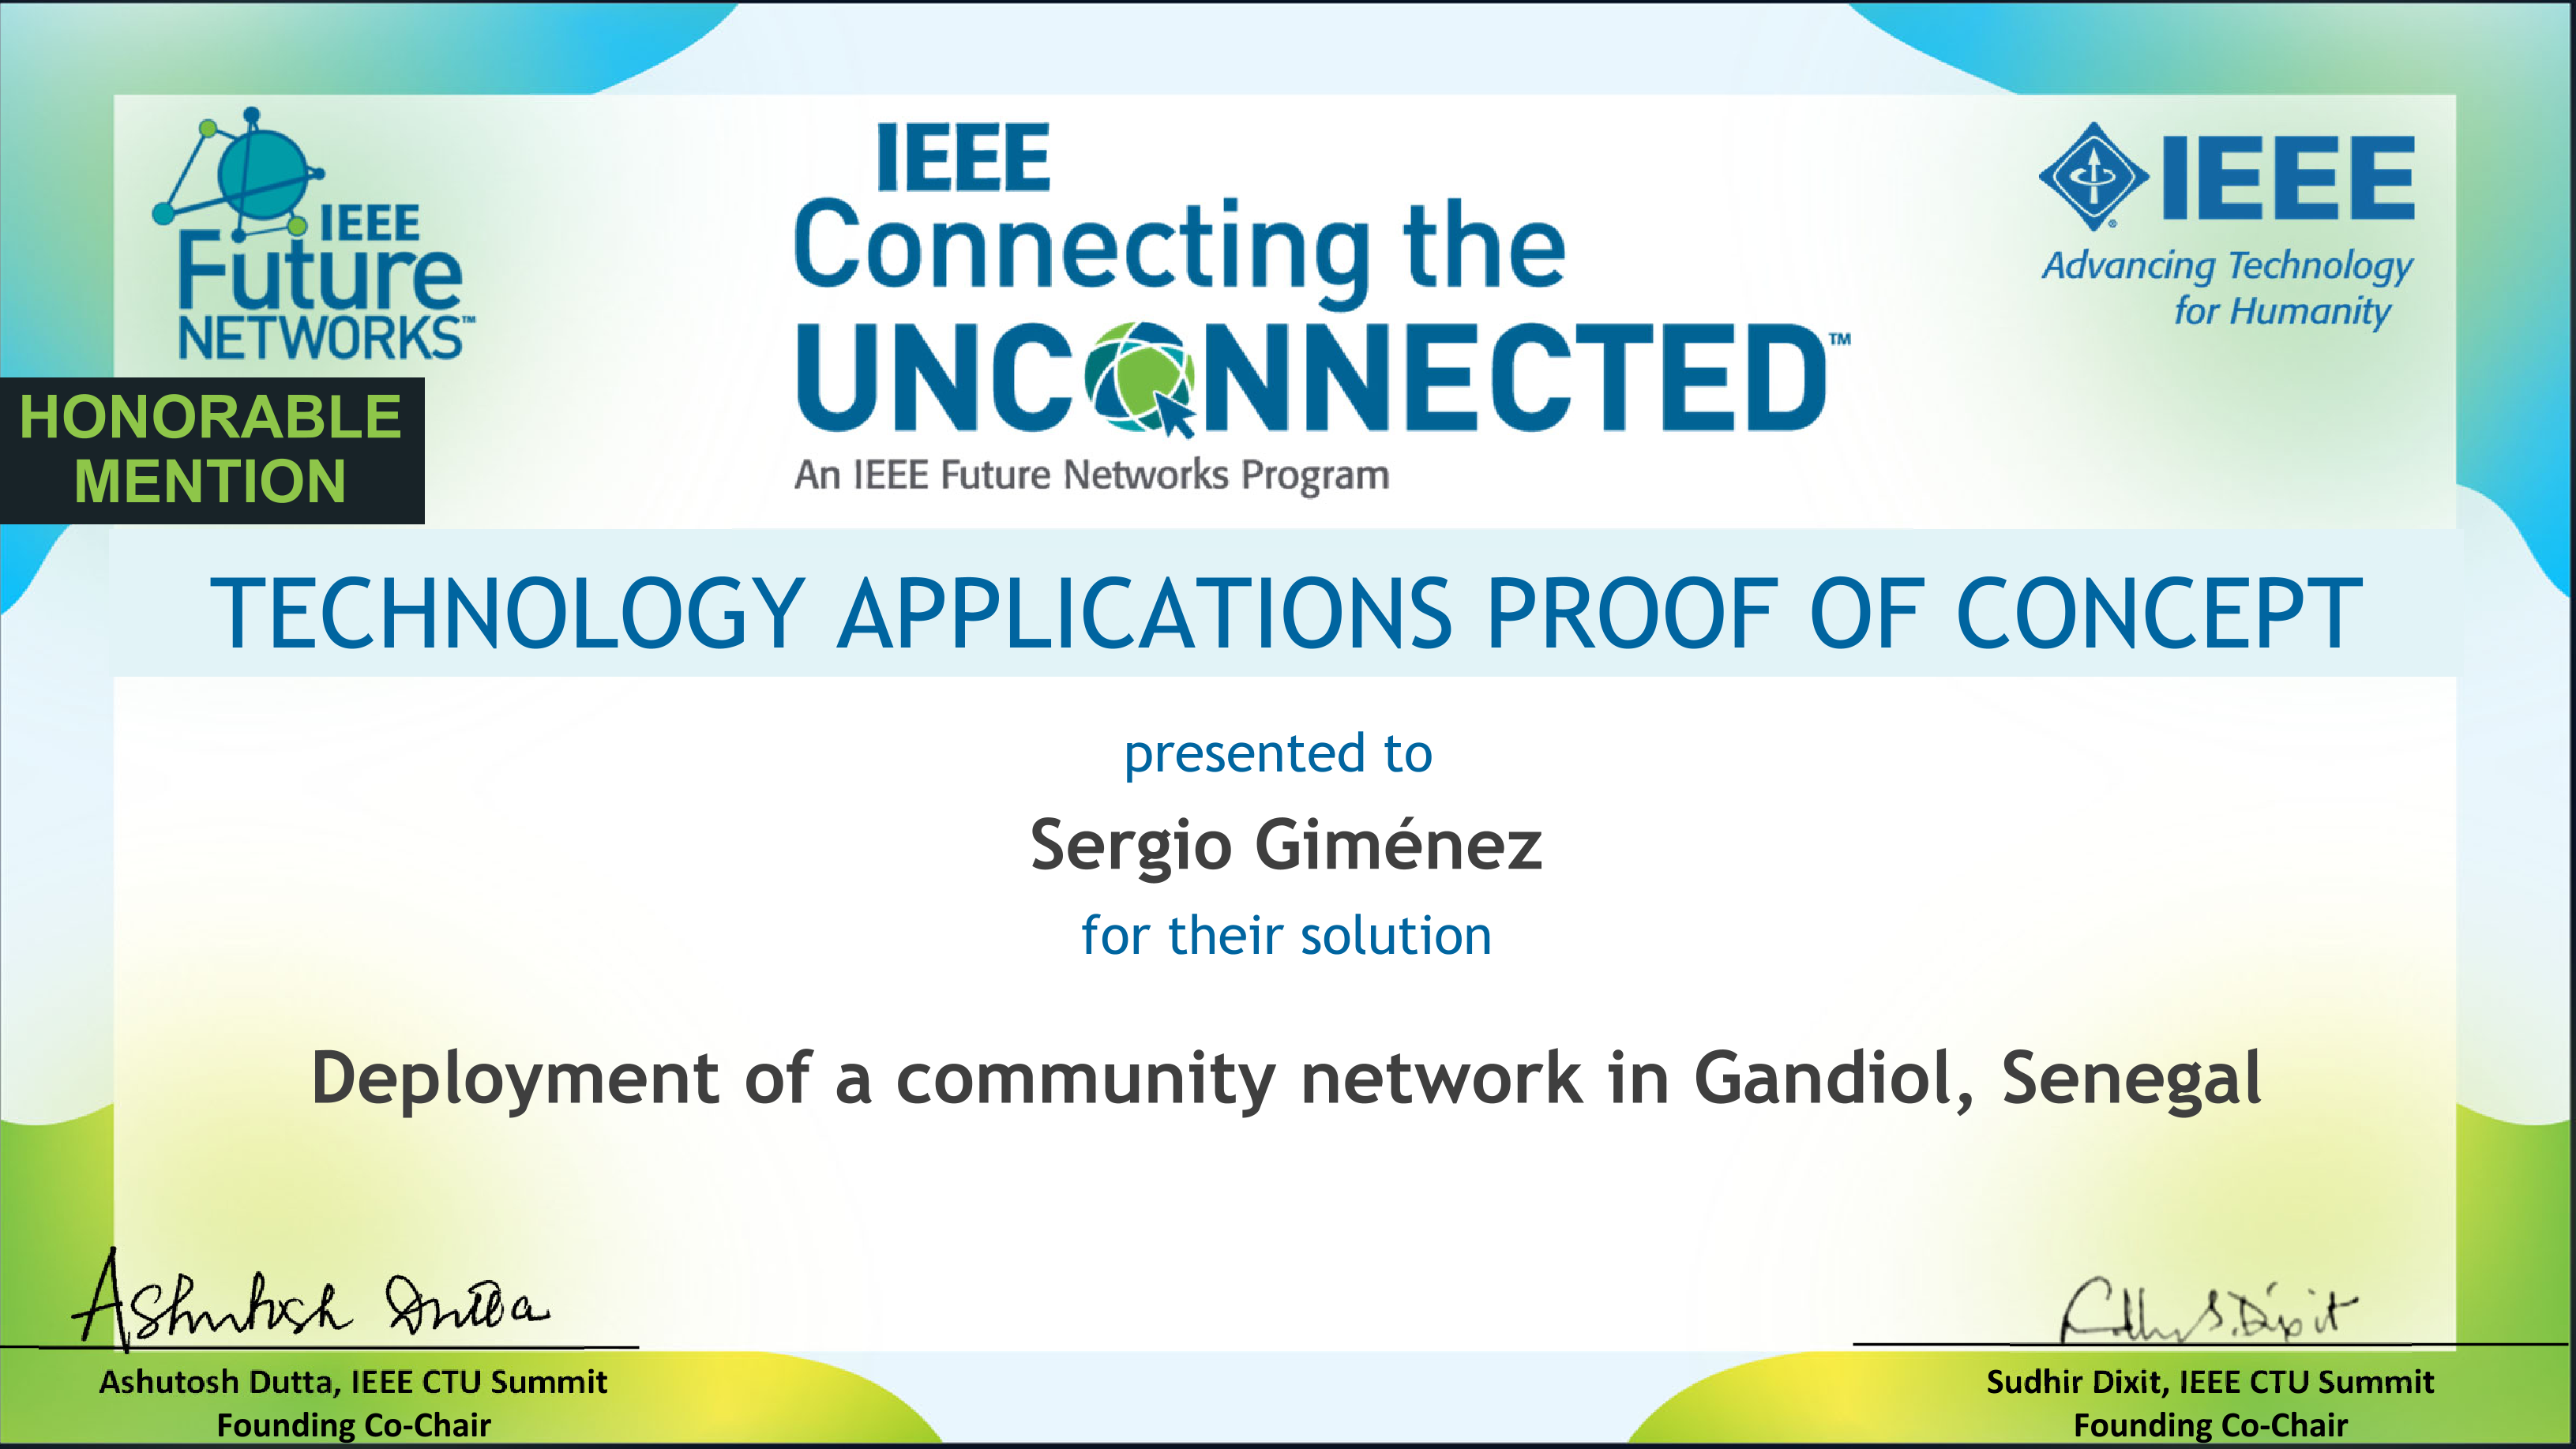 IEEE
Future
NETWORKS™
IEEE
Connecting the
UNCONNECTED™
An IEEE Future Networks Program
IEEE
Advancing Technology
for Humanity
HONORABLE
MENTION
TECHNOLOGY APPLICATIONS PROOF OF CONCEPT
presented to
Sergio Giménez
for their solution
Deployment of a community network in Gandiol, Senegal
Ashutosh Dutta
S. Dixit
Ashutosh Dutta, IEEE CTU Summit
Founding Co-Chair
Sudhir Dixit, IEEE CTU Summit
Founding Co-Chair